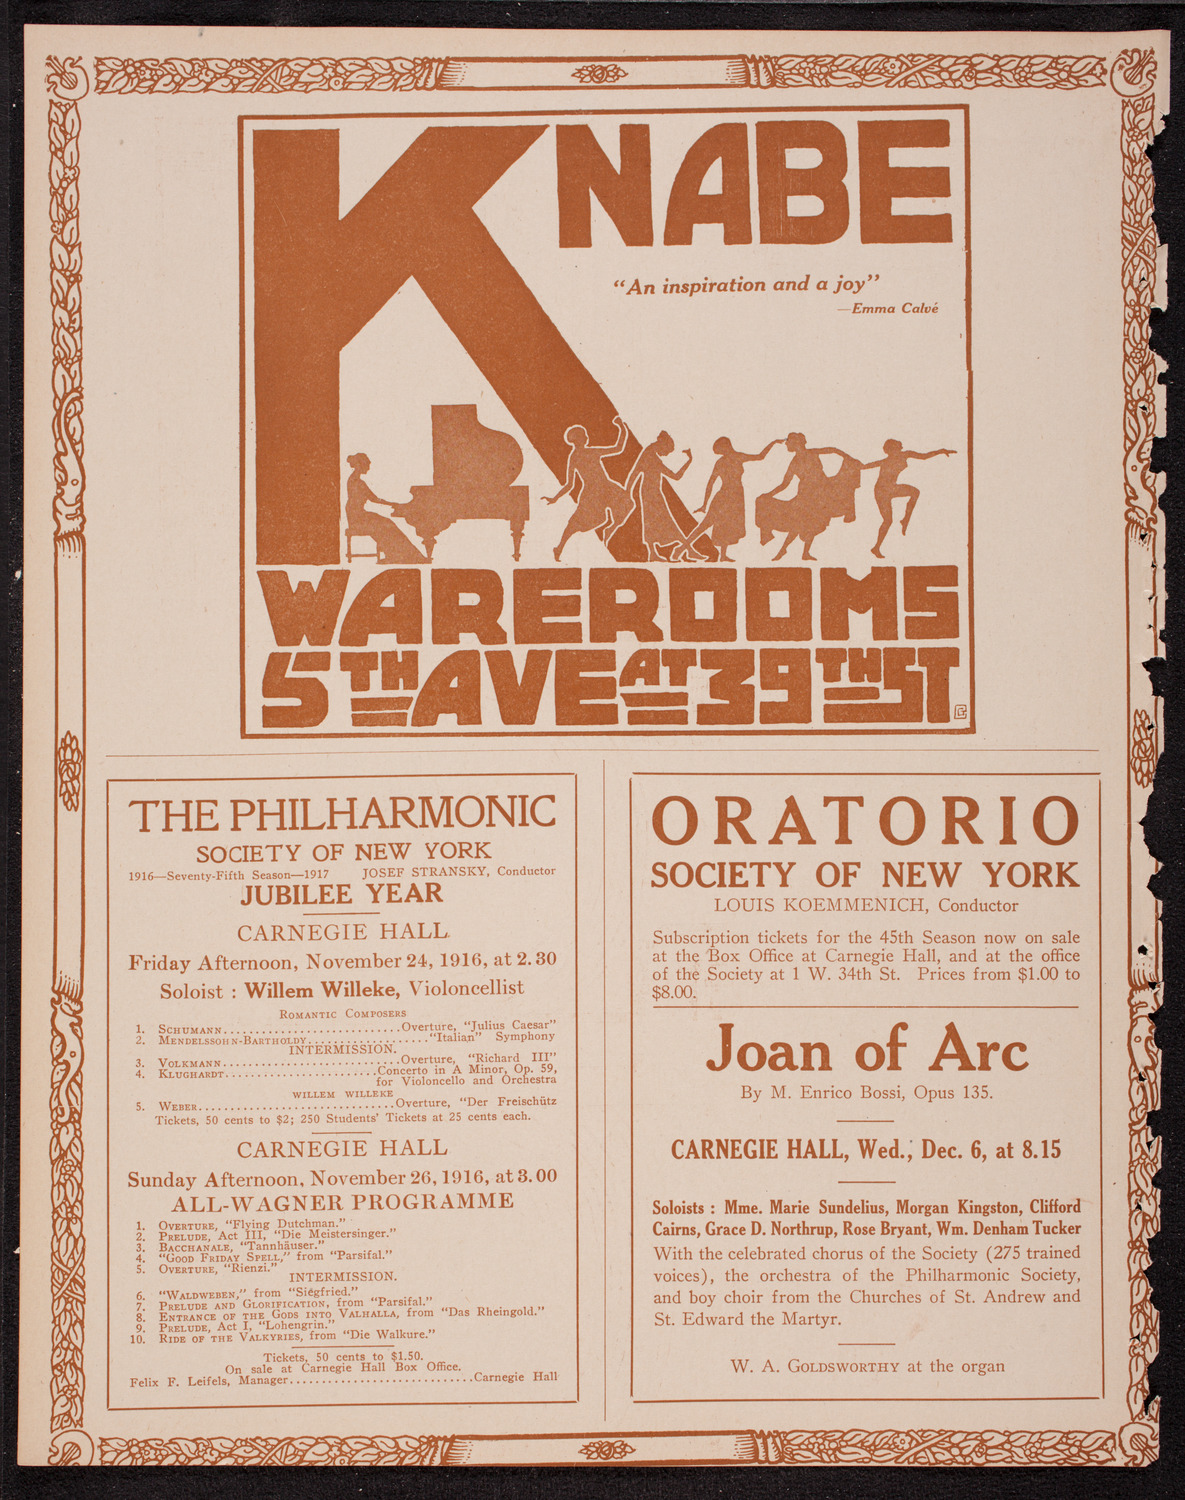 KNABE
“An inspiration and a joy”
—Emma Calvé
WAREROOMS
5TH AVE AT 39TH ST
THE PHILHARMONIC
SOCIETY OF NEW YORK
1916—Seventy-Fifth Season—1917 JOSEF STRANSKY, Conductor
JUBILEE YEAR
CARNEGIE HALL
Friday Afternoon, November 24, 1916, at 2.30
Soloist : Willem Willeke, Violoncellist
ROMANTIC COMPOSERS
1. SCHUMANN............................Overture, “Julius Caesar”
2. MENDELSSOHN-BARTHOLDY...................“Italian” Symphony
INTERMISSION.
3. VOLKMANN............................Overture, “Richard III”
4. KLUGHARDT........................Concerto in A Minor, Op. 59,
for Violoncello and Orchestra
WILLEM WILLEKE
5. WEBER...............................Overture, “Der Freischütz
Tickets, 50 cents to $2; 250 Students’ Tickets at 25 cents each.
CARNEGIE HALL
Sunday Afternoon, November 26, 1916, at 3.00
ALL-WAGNER PROGRAMME
1. OVERTURE, “Flying Dutchman.”
2. PRELUDE, Act III, “Die Meistersinger.”
3. BACCHANALE, “Tannhäuser.”
4. “GOOD FRIDAY SPELL,” from “Parsifal.”
5. OVERTURE, “Rienzi.”
INTERMISSION.
6. “WALDWEBEN,” from “Siegfried.”
7. PRELUDE AND GLORIFICATION, from “Parsifal.”
8. ENTRANCE OF THE GODS INTO VALHALLA, from “Das Rheingold.”
9. PRELUDE, Act I, “Lohengrin.”
10. RIDE OF THE VALKYRIES, from “Die Walkure.”
Tickets, 50 cents to $1.50.
On sale at Carnegie Hall Box Office.
Felix F. Leifels, Manager............................Carnegie Hall
ORATORIO
SOCIETY OF NEW YORK
LOUIS KOEMMENICH, Conductor
Subscription tickets for the 45th Season now on sale
at the Box Office at Carnegie Hall, and at the office
of the Society at 1 W. 34th St. Prices from $1.00 to
$8.00.
Joan of Arc
By M. Enrico Bossi, Opus 135.
CARNEGIE HALL, Wed., Dec. 6, at 8.15
Soloists : Mme. Marie Sundelius, Morgan Kingston, Clifford
Cairns, Grace D. Northrup, Rose Bryant, Wm. Denham Tucker
With the celebrated chorus of the Society (275 trained
voices), the orchestra of the Philharmonic Society,
and boy choir from the Churches of St. Andrew and
St. Edward the Martyr.
W. A. GOLDSWORTHY at the organ